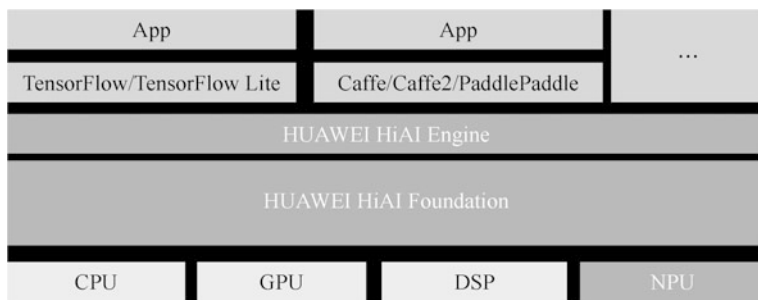 App
App
...
TensorFlow/TensorFlow Lite
Caffe/Caffe2/PaddlePaddle
HUAWEI HiAI Engine
HUAWEI HiAI Foundation
CPU
GPU
DSP
NPU